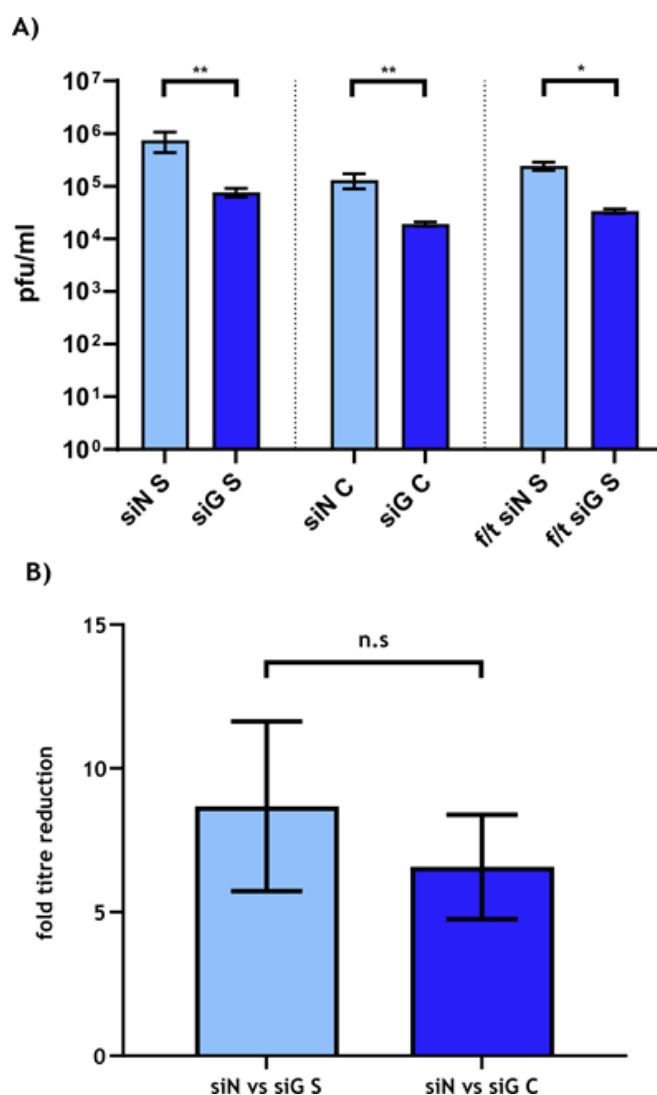 A)
** ** *
10⁷
10⁶
10⁵
10⁴
10³
10²
10¹
10⁰
pfu/ml
siN S
siG S
siN C
siG C
f/t siN S
f/t siG S
B)
n.s
15
10
5
0
fold titre reduction
siN vs siG S
siN vs siG C